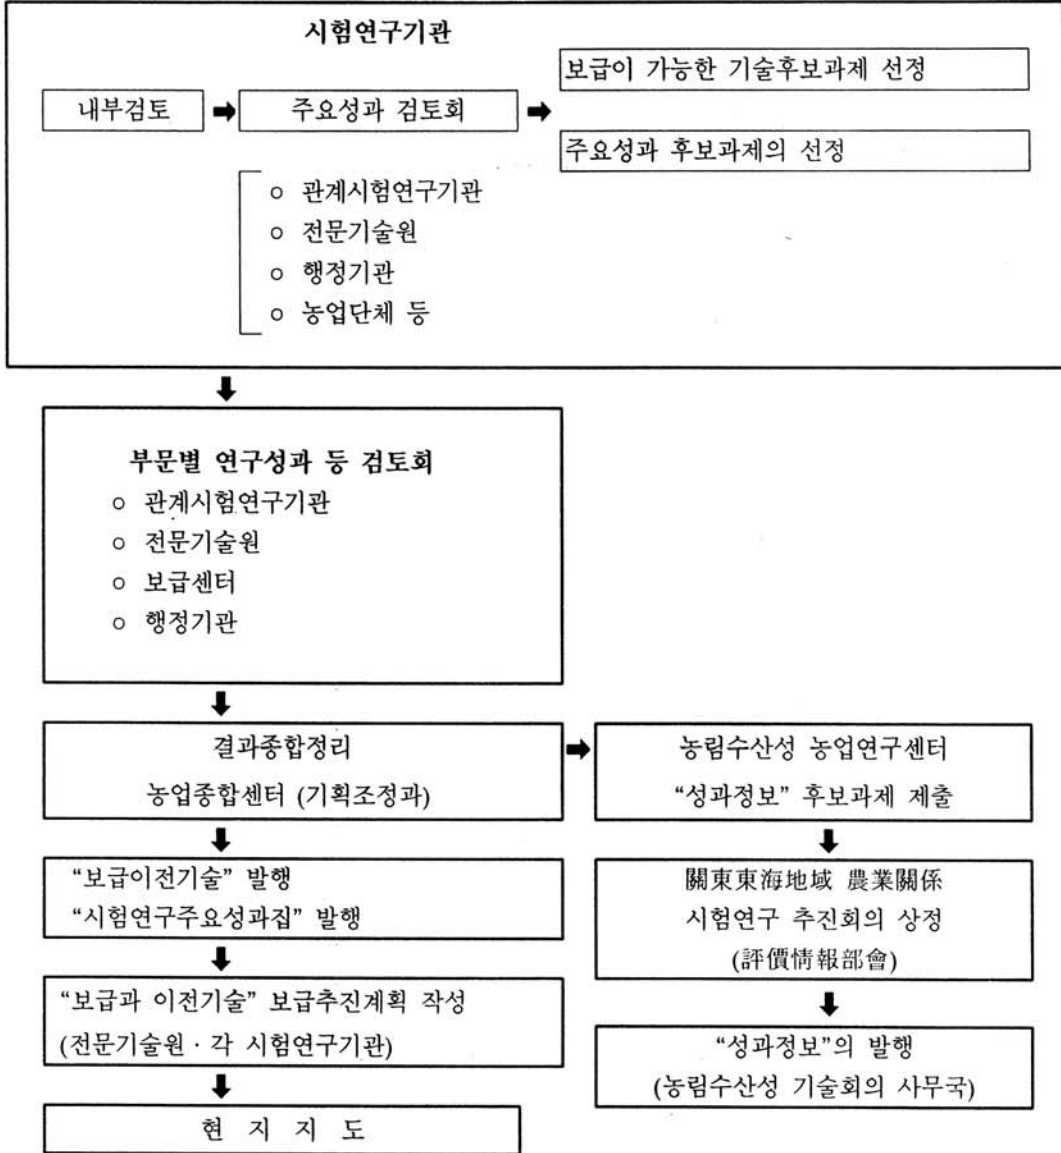 시험연구기관
내부검토
주요성과 검토회
보급이 가능한 기술후보과제 선정
주요성과 후보과제의 선정
○ 관계시험연구기관
○ 전문기술원
○ 행정기관
○ 농업단체 등
부문별 연구성과 등 검토회
○ 관계시험연구기관
○ 전문기술원
○ 보급센터
○ 행정기관
결과종합정리
농업종합센터 (기획조정과)
농림수산성 농업연구센터
“성과정보” 후보과제 제출
“보급이전기술” 발행
“시험연구주요성과집” 발행
關東東海地域 農業關係
시험연구 추진회의 상정
(評價情報部會)
“보급과 이전기술” 보급추진계획 작성
(전문기술원 · 각 시험연구기관)
“성과정보”의 발행
(농림수산성 기술회의 사무국)
현 지 지 도